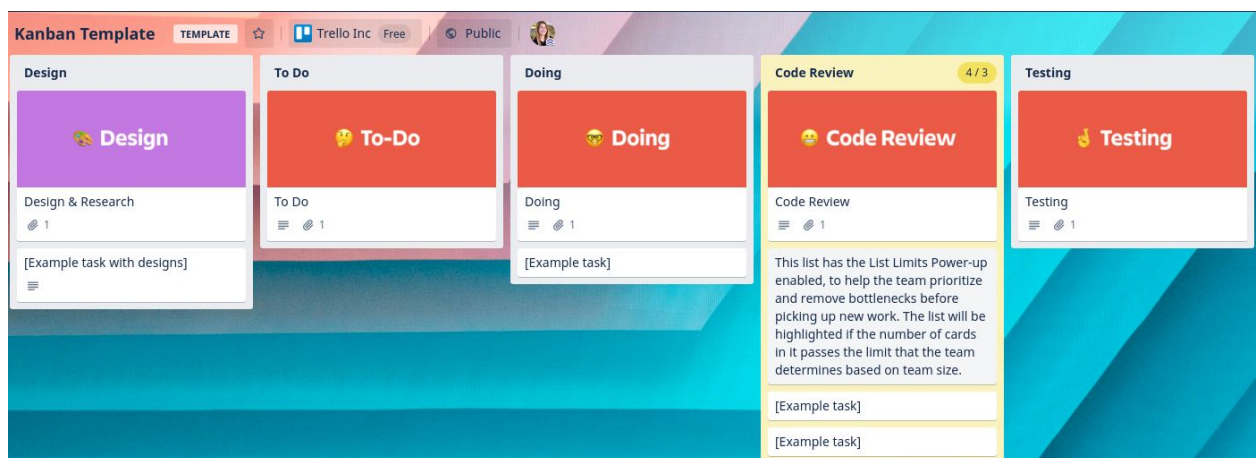 Kanban Template TEMPLATE Trello Inc Free Public
Design
Design
Design & Research
1
[Example task with designs]
To Do
To-Do
To Do
1
Doing
Doing
Doing
1
[Example task]
Code Review 4 / 3
Code Review
Code Review
1
This list has the List Limits Power-up
enabled, to help the team prioritize
and remove bottlenecks before
picking up new work. The list will be
highlighted if the number of cards
in it passes the limit that the team
determines based on team size.
[Example task]
[Example task]
Testing
Testing
Testing
1